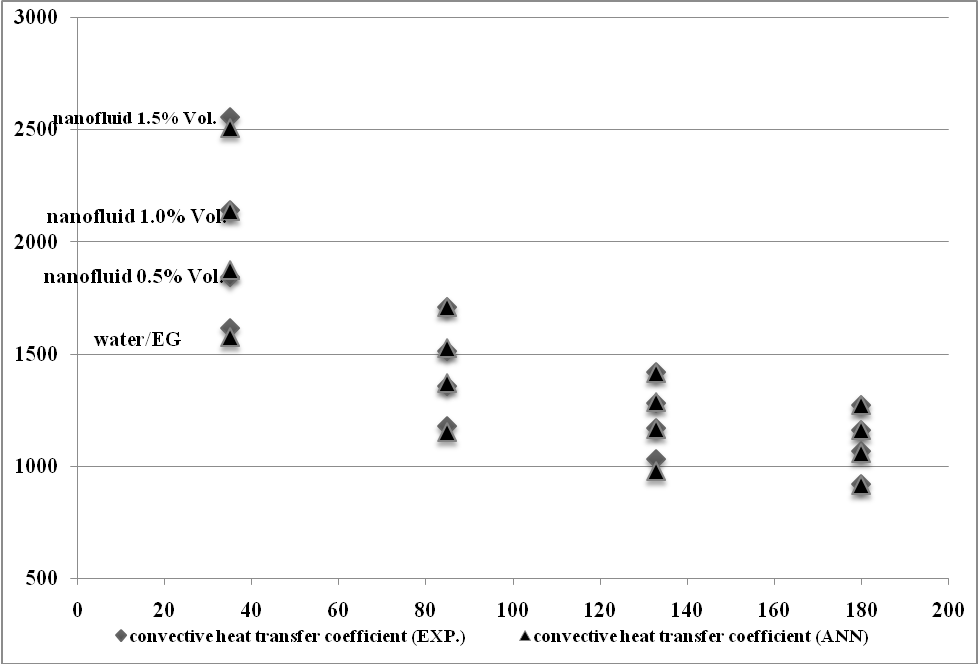 3000
nanofluid 1.5% Vol.
2500
nanofluid 1.0% Vol.
2000
nanofluid 0.5% Vol.
water/EG
1500
1000
500
0 20 40 60 80 100 120 140 160 180 200
convective heat transfer coefficient (EXP.) convective heat transfer coefficient (ANN)